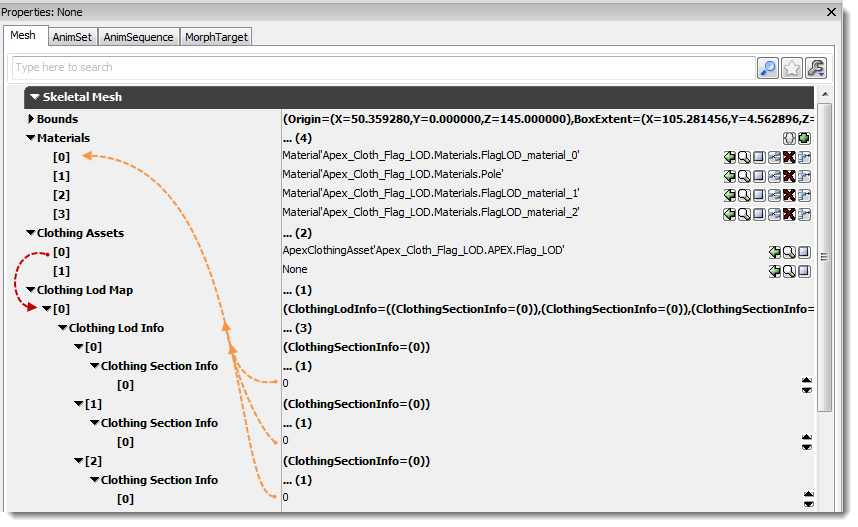 Properties: None
Mesh AnimSet AnimSequence MorphTarget
Type here to search
Skeletal Mesh
Bounds (Origin=(X=50.359280,Y=0.000000,Z=145.000000),BoxExtent=(X=105.281456,Y=4.562896,Z=
Materials ... (4)
[0] Material'Apex_Cloth_Flag_LOD.Materials.FlagLOD_material_0'
[1] Material'Apex_Cloth_Flag_LOD.Materials.Pole'
[2] Material'Apex_Cloth_Flag_LOD.Materials.FlagLOD_material_1'
[3] Material'Apex_Cloth_Flag_LOD.Materials.FlagLOD_material_2'
Clothing Assets ... (2)
[0] ApexClothingAsset'Apex_Cloth_Flag_LOD.APEX.Flag_LOD'
[1] None
Clothing Lod Map ... (1)
[0] (ClothingLodInfo=((ClothingSectionInfo=(0)),(ClothingSectionInfo=(0)),(ClothingSectionInfo=
Clothing Lod Info ... (3)
[0] (ClothingSectionInfo=(0))
Clothing Section Info ... (1)
[0] 0
[1] (ClothingSectionInfo=(0))
Clothing Section Info ... (1)
[0] 0
[2] (ClothingSectionInfo=(0))
Clothing Section Info ... (1)
[0] 0